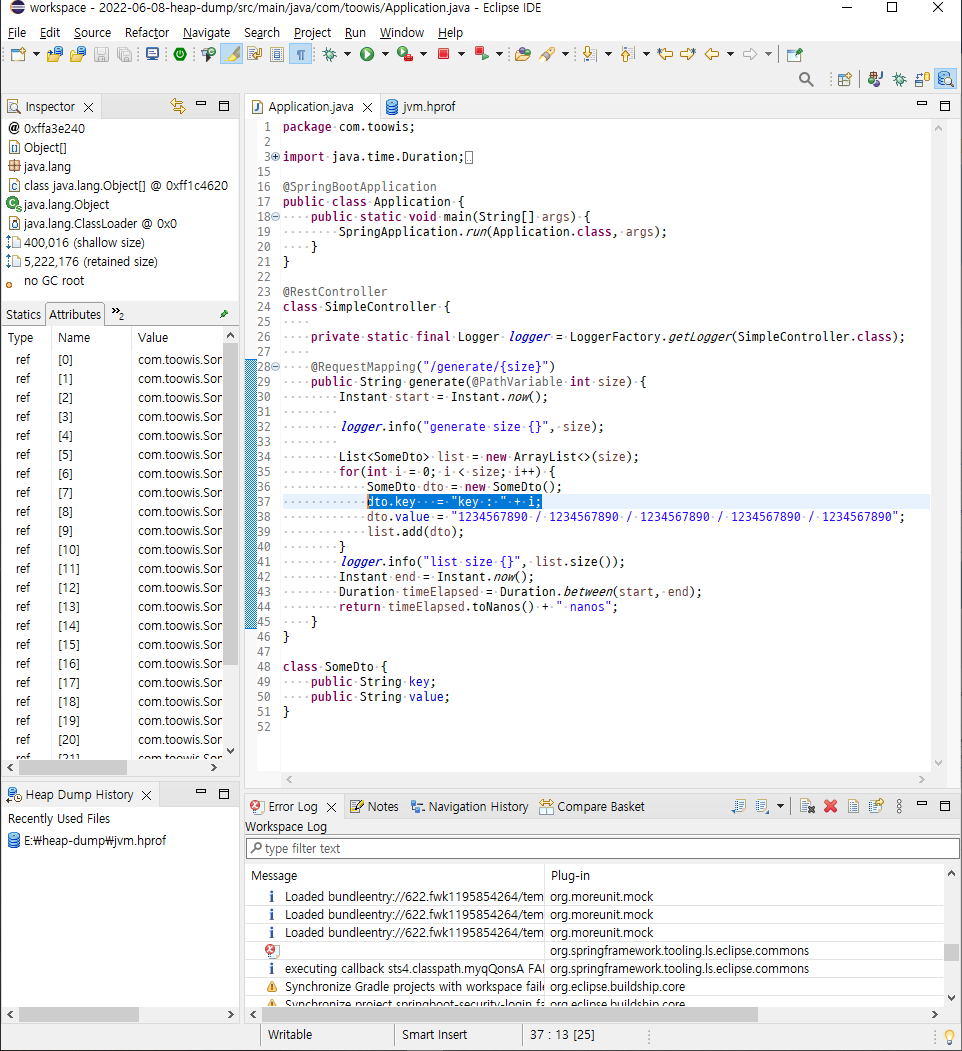 workspace - 2022-06-08-heap-dump/src/main/java/com/toowis/Application.java - Eclipse IDE
File Edit Source Refactor Navigate Search Project Run Window Help
Inspector
@ 0xffa3e240
Object[]
java.lang
class java.lang.Object[] @ 0xff1c4620
java.lang.Object
java.lang.ClassLoader @ 0x0
400,016 (shallow size)
5,222,176 (retained size)
no GC root
Statics Attributes »2
Type Name Value
ref [0] com.toowis.Sor
ref [1] com.toowis.Sor
ref [2] com.toowis.Sor
ref [3] com.toowis.Sor
ref [4] com.toowis.Sor
ref [5] com.toowis.Sor
ref [6] com.toowis.Sor
ref [7] com.toowis.Sor
ref [8] com.toowis.Sor
ref [9] com.toowis.Sor
ref [10] com.toowis.Sor
ref [11] com.toowis.Sor
ref [12] com.toowis.Sor
ref [13] com.toowis.Sor
ref [14] com.toowis.Sor
ref [15] com.toowis.Sor
ref [16] com.toowis.Sor
ref [17] com.toowis.Sor
ref [18] com.toowis.Sor
ref [19] com.toowis.Sor
ref [20] com.toowis.Sor
ref [21] com.toowis.Sor
Heap Dump History
Recently Used Files
E:₩heap-dump₩jvm.hprof
Application.java jvm.hprof
1 package com.toowis;
2
3 import java.time.Duration;
15
16 @SpringBootApplication
17 public class Application {
18 public static void main(String[] args) {
19 SpringApplication.run(Application.class, args);
20 }
21 }
22
23 @RestController
24 class SimpleController {
25
26 private static final Logger logger = LoggerFactory.getLogger(SimpleController.class);
27
28 @RequestMapping("/generate/{size}")
29 public String generate(@PathVariable int size) {
30 Instant start = Instant.now();
31
32 logger.info("generate size {}", size);
33
34 List<SomeDto> list = new ArrayList<>(size);
35 for(int i = 0; i < size; i++) {
36 SomeDto dto = new SomeDto();
37 dto.key   = "key : " + i;
38 dto.value = "1234567890 / 1234567890 / 1234567890 / 1234567890 / 1234567890";
39 list.add(dto);
40 }
41 logger.info("list size {}", list.size());
42 Instant end = Instant.now();
43 Duration timeElapsed = Duration.between(start, end);
44 return timeElapsed.toNanos() + " nanos";
45 }
46 }
47
48 class SomeDto {
49 public String key;
50 public String value;
51 }
52
Error Log Notes Navigation History Compare Basket
Workspace Log
type filter text
Message Plug-in
Loaded bundleentry://622.fwk1195854264/tem org.moreunit.mock
Loaded bundleentry://622.fwk1195854264/tem org.moreunit.mock
Loaded bundleentry://622.fwk1195854264/tem org.moreunit.mock
org.springframework.tooling.ls.eclipse.commons
executing callback sts4.classpath.myqQonsA FAI org.springframework.tooling.ls.eclipse.commons
Synchronize Gradle projects with workspace faile org.eclipse.buildship.core
Synchronize project springboot-security-login fa org.eclipse.buildship.core
Writable Smart Insert 37 : 13 [25]